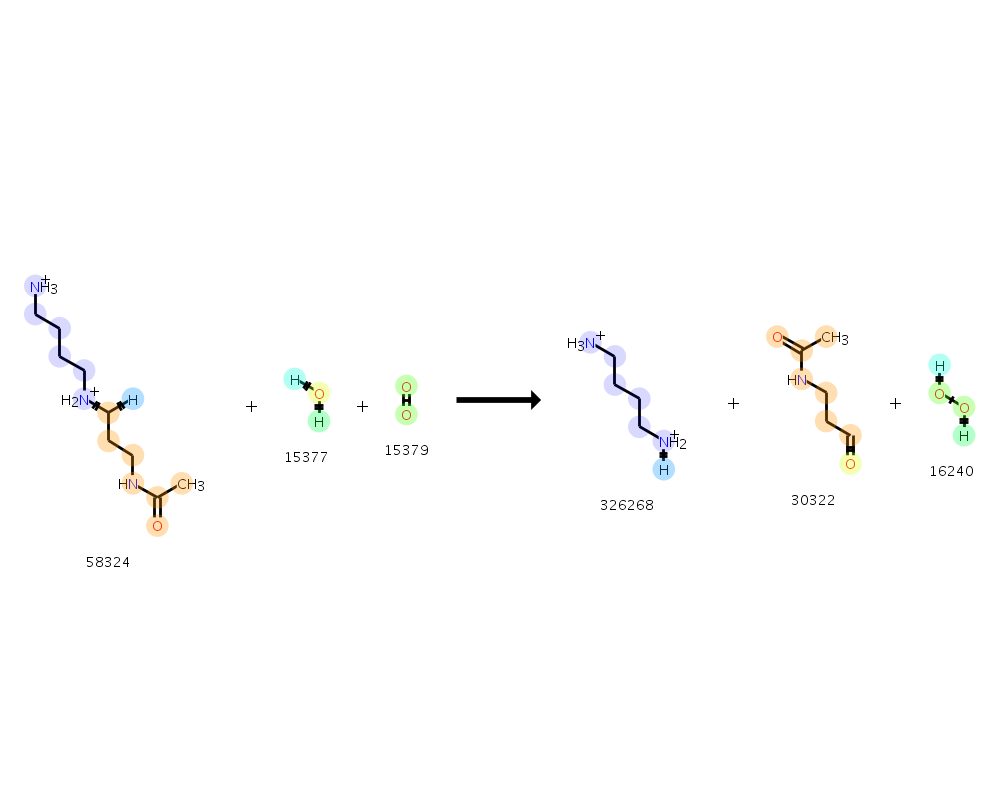 NH3+
H2N+
H
HN
CH3
O
58324
+
H
O
H
15377
+
O
O
15379
H3N+
NH2+
H
326268
+
O
CH3
HN
O
30322
+
H
O
O
H
16240